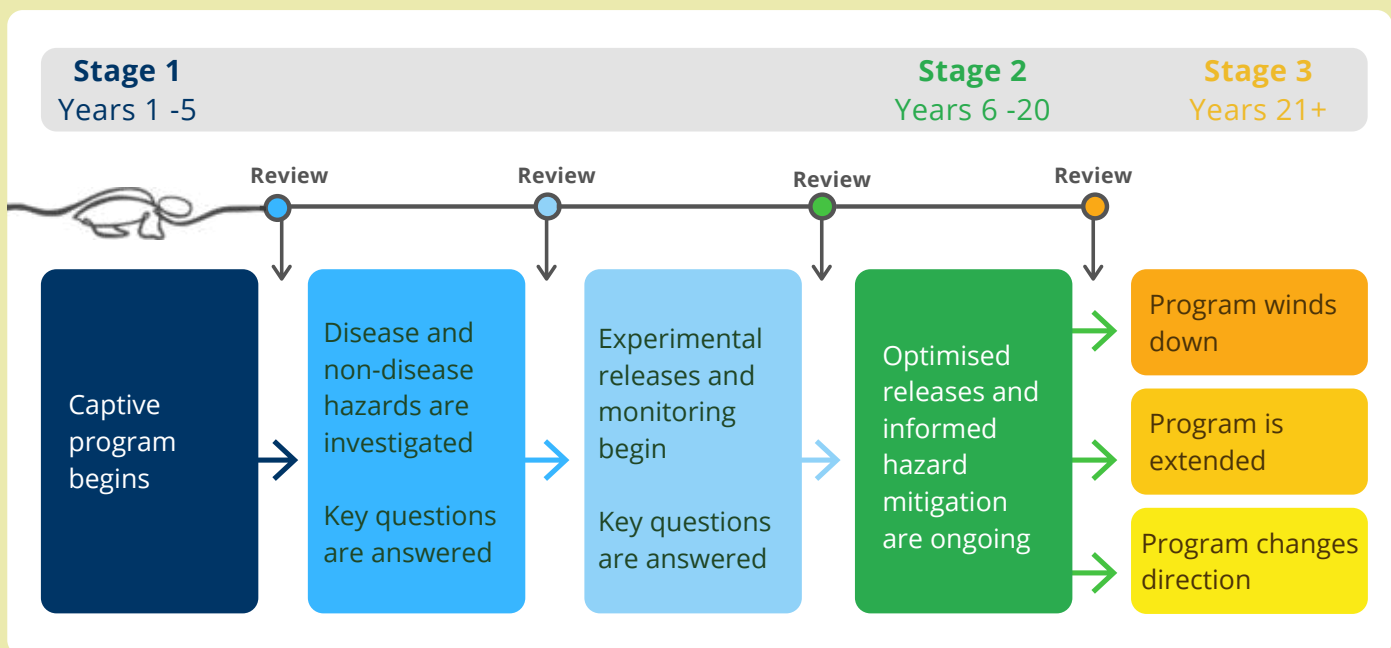 Stage 1
Years 1 -5
Stage 2
Years 6 -20
Stage 3
Years 21+
Review
Review
Review
Review
Captive
program
begins
Disease and
non-disease
hazards are
investigated
Key questions
are answered
Experimental
releases and
monitoring
begin
Key questions
are answered
Optimised
releases and
informed
hazard
mitigation
are ongoing
Program winds
down
Program is
extended
Program changes
direction